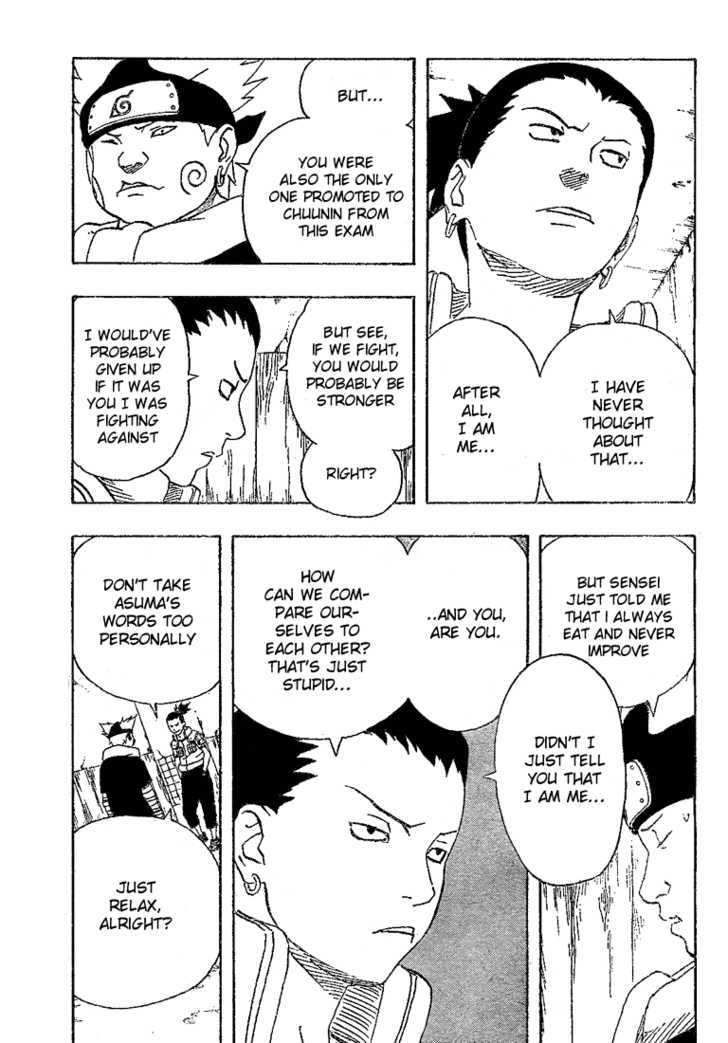 I HAVE
NEVER
THOUGHT
ABOUT
THAT...
AFTER
ALL,
I AM
ME...
BUT...
YOU WERE
ALSO THE ONLY
ONE PROMOTED TO
CHUUNIN FROM
THIS EXAM
BUT SEE,
IF WE FIGHT,
YOU WOULD
PROBABLY BE
STRONGER
RIGHT?
I WOULD'VE
PROBABLY
GIVEN UP
IF IT WAS
YOU I WAS
FIGHTING
AGAINST
BUT SENSEI
JUST TOLD ME
THAT I ALWAYS
EAT AND NEVER
IMPROVE
DIDN'T I
JUST TELL
YOU THAT
I AM ME...
..AND YOU,
ARE YOU.
HOW
CAN WE COM-
PARE OUR-
SELVES TO
EACH OTHER?
THAT'S JUST
STUPID...
DON'T TAKE
ASUMA'S
WORDS TOO
PERSONALLY
JUST
RELAX,
ALRIGHT?